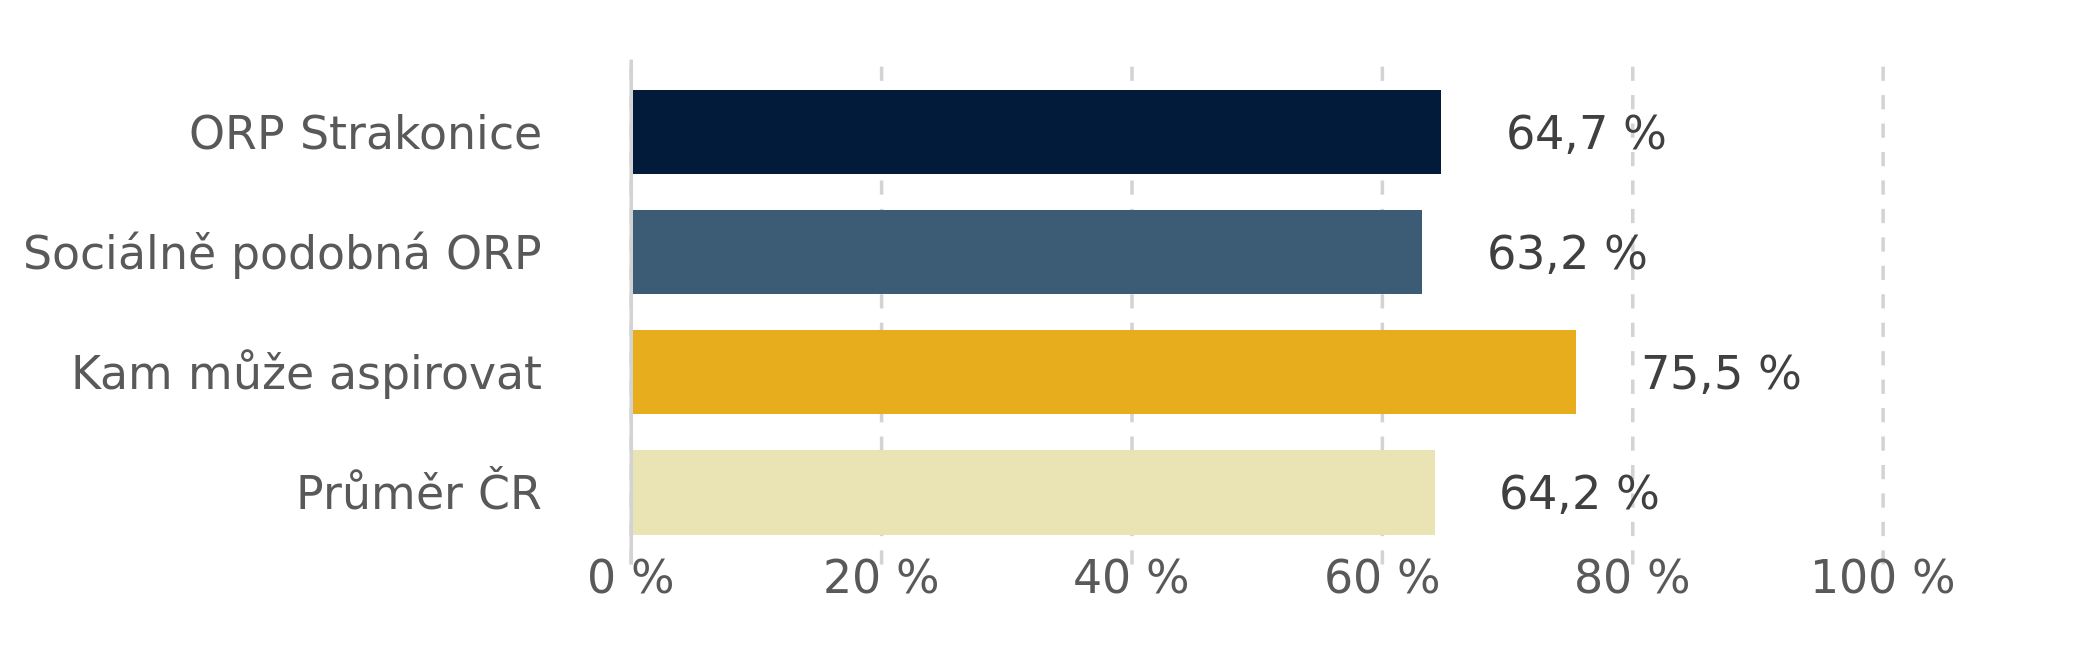 ORP Strakonice 64,7 %
Sociálně podobná ORP 63,2 %
Kam může aspirovat 75,5 %
Průměr ČR 64,2 %
0 % 20 % 40 % 60 % 80 % 100 %